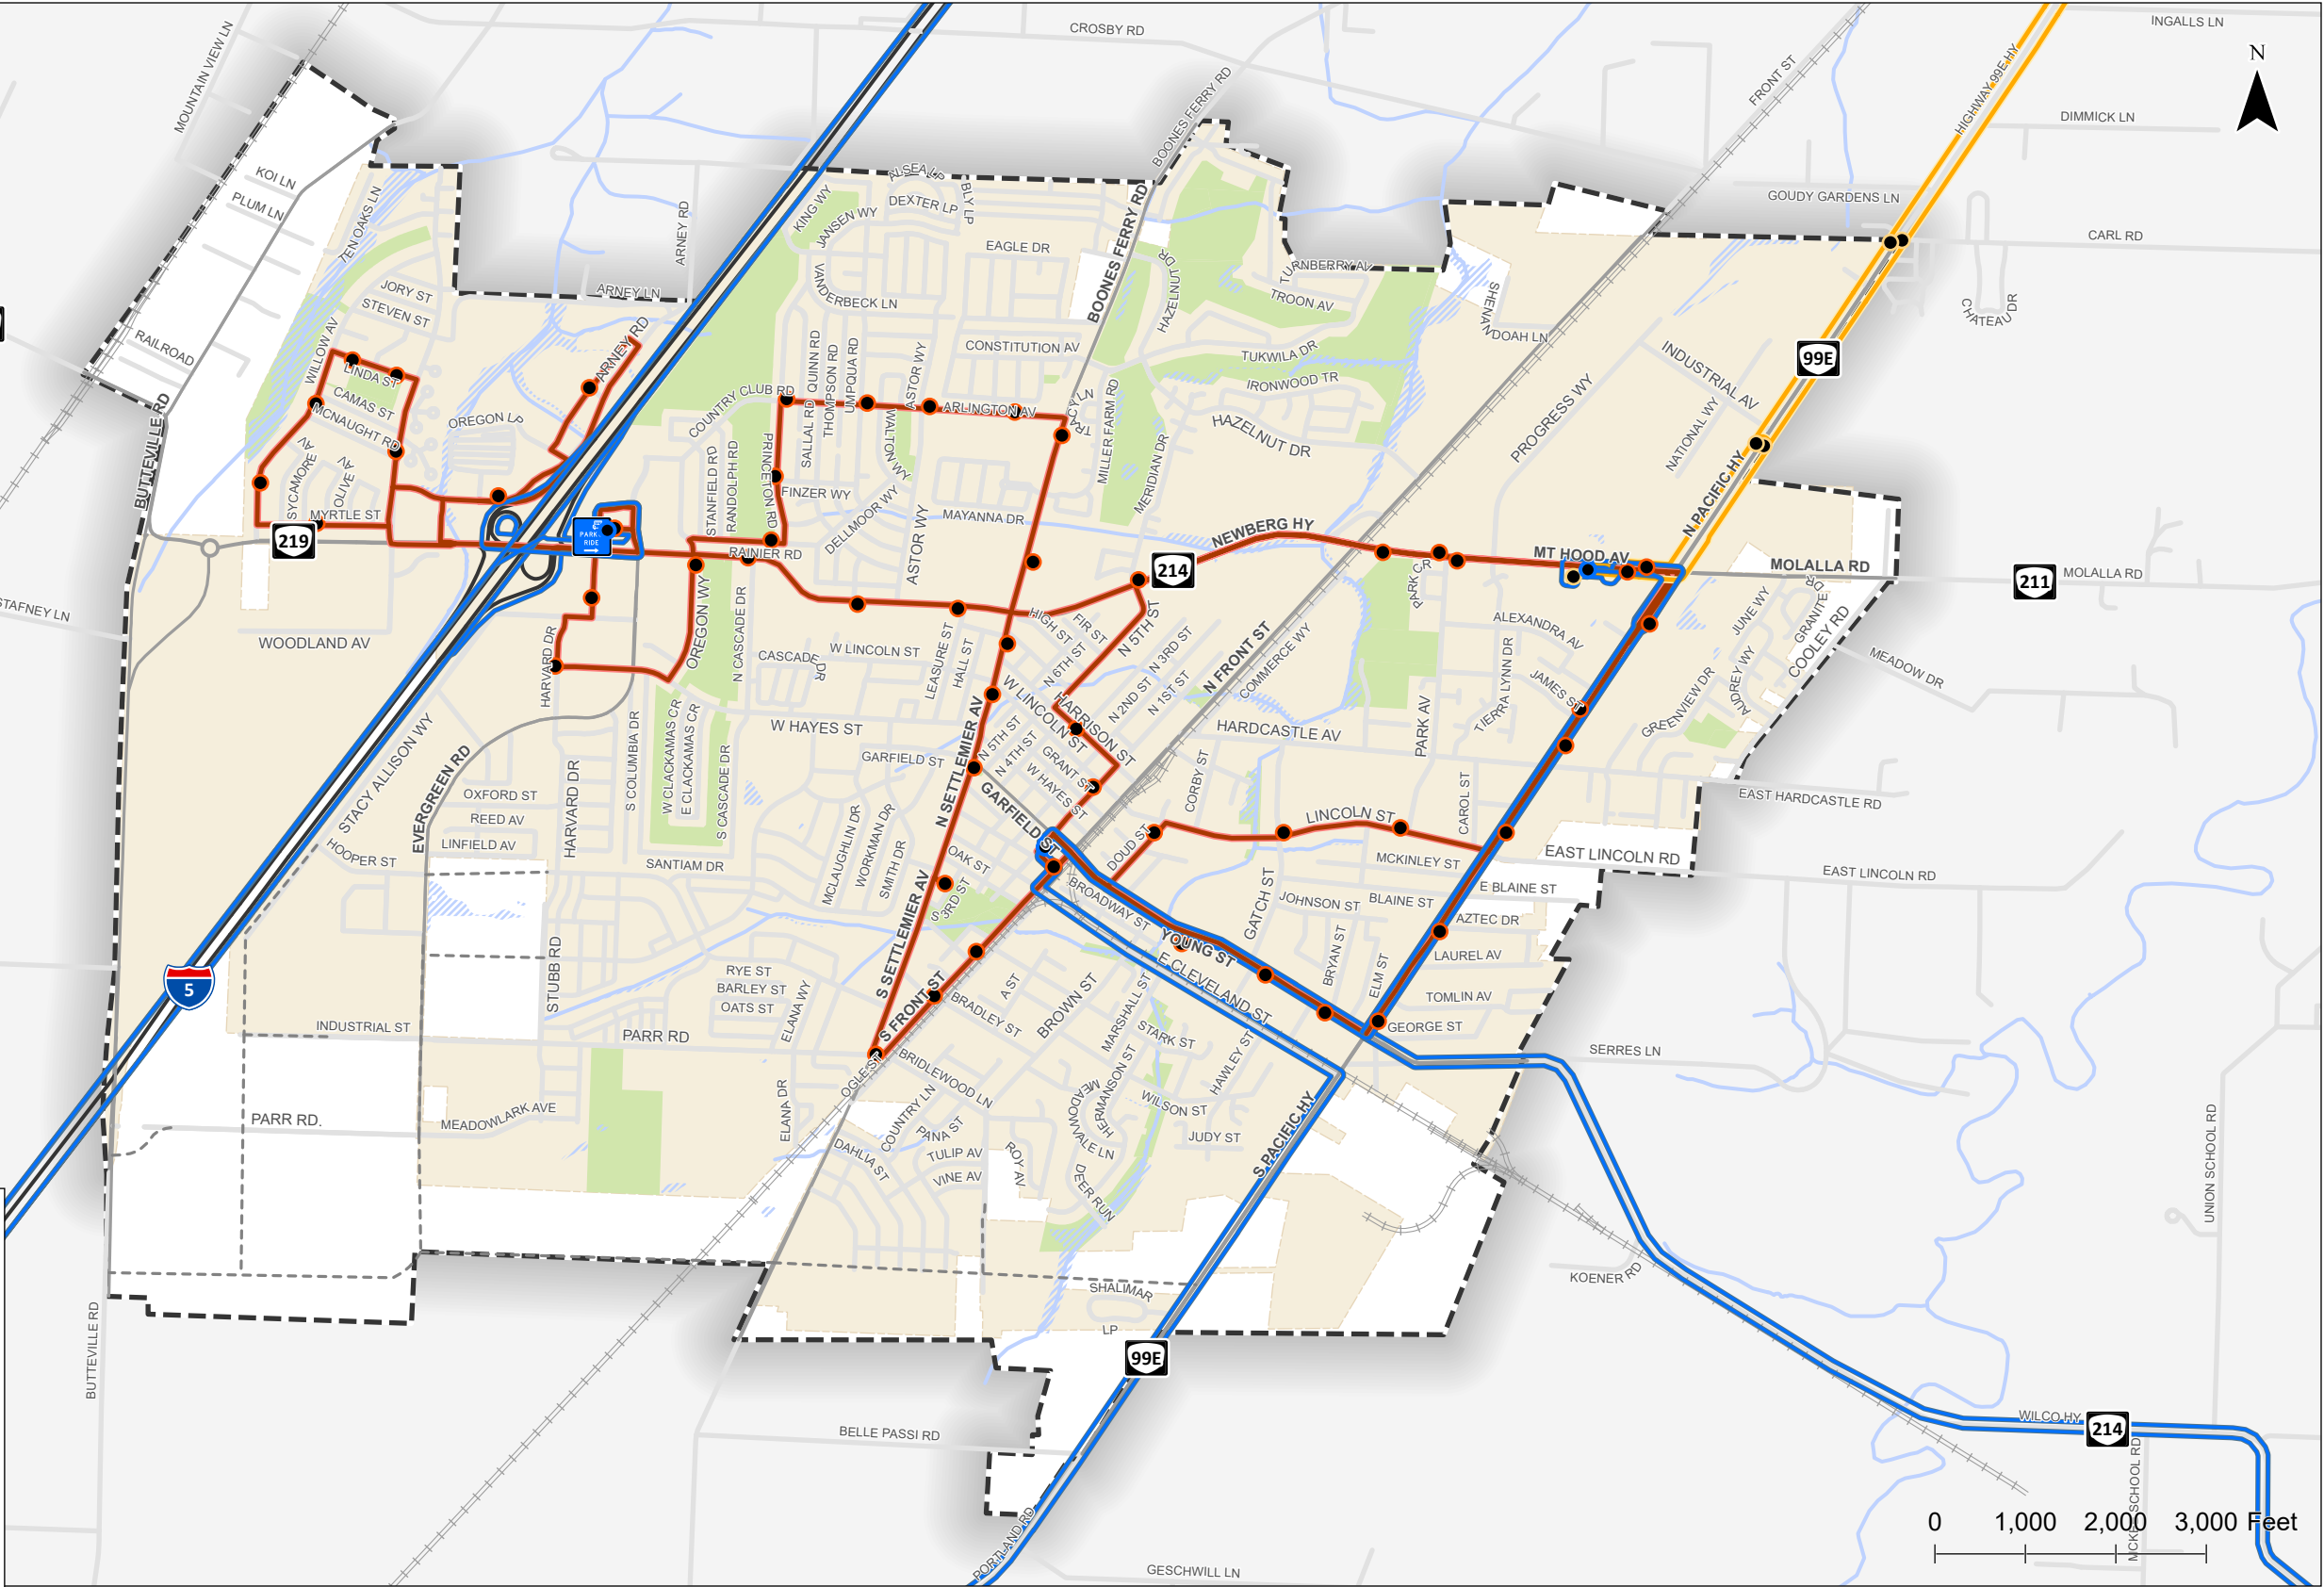 CROSBY RD
INGALLS LN
MOUNTAIN VIEW LN
BOONES FERRY RD
FRONT ST
HIGHWAY 99E HY
N
DIMMICK LN
KOI LN
PLUM LN
TEN OAKS LN
ARNEY RD
KING WY
ALSEA LP
DEXTER LP
BLY LP
JANSEN WY
EAGLE DR
BOONES FERRY RD
HAZELNUT DR
TURNBERRY AV
TROON AV
GOUDY GARDENS LN
CARL RD
CHATEAU DR
JORY ST
STEVEN ST
ARNEY LN
VANDERBECK LN
SHENANDOAH LN
RAILROAD
WILLOW AV
ARNEY RD
CONSTITUTION AV
TUKWILA DR
INDUSTRIAL AV
99E
LINDA ST
CAMAS ST
MCNAUGHT RD
OREGON LP
COUNTRY CLUB RD
SALLAL RD
QUINN RD
THOMPSON RD
UMPQUA RD
ASTOR WY
ARLINGTON AV
TRACY LN
MILLER FARM RD
IRONWOOD TR
HAZELNUT DR
PROGRESS WY
NATIONAL WY
N PACIFIC HY
BUTTEVILLE RD
SYCAMORE AV
OLIVE AV
MYRTLE ST
219
STANFIELD RD
RANDOLPH RD
PRINCETON RD
FINZER WY
WALTON WY
DELLMOOR WY
ASTOR WY
MAYANNA DR
MERIDIAN DR
PARK
RIDE
RAINIER RD
NEWBERG HY
214
MT HOOD AV
MOLALLA RD
MOLALLA RD
211
STAFNEY LN
WOODLAND AV
HARVARD DR
OREGON WY
N CASCADE DR
CASCADE DR
W LINCOLN ST
LEASURE ST
HALL ST
HIGH ST
FIR ST
N 6TH ST
N 5TH ST
N 3RD ST
N 2ND ST
N 1ST ST
N FRONT ST
COMMERCE WY
PARK CR
ALEXANDRA AV
JUNE WY
GRANITE DR
COOLEY RD
MEADOW DR
JAMES ST
TIERRA LYNN DR
GREENVIEW DR
AUDREY WY
STACY ALLISON WY
EVERGREEN RD
S COLUMBIA DR
W CLACKAMAS CR
E CLACKAMAS CR
S CASCADE DR
W HAYES ST
GARFIELD ST
N SETTLEMIER AV
W LINCOLN ST
HARRISON ST
N 5TH ST
N 4TH ST
GRANT ST
W HAYES ST
GARFIELD ST
HARDCASTLE AV
PARK AV
CORBY ST
EAST HARDCASTLE RD
OXFORD ST
REED AV
LINFIELD AV
HOOPER ST
HARVARD DR
SANTIAM DR
MCLAUGHLIN DR
WORKMAN DR
SMITH DR
OAK ST
S 3RD ST
DOUD ST
LINCOLN ST
CAROL ST
MCKINLEY ST
EAST LINCOLN RD
EAST LINCOLN RD
E BLAINE ST
BROADWAY ST
GATCH ST
JOHNSON ST
BLAINE ST
AZTEC DR
S SETTLEMIER AV
YOUNG ST
E CLEVELAND ST
BRYAN ST
ELM ST
LAUREL AV
5
STUBB RD
RYE ST
BARLEY ST
OATS ST
ELANA WY
S FRONT ST
A ST
BRADLEY ST
BROWN ST
MARSHALL ST
TOMLIN AV
GEORGE ST
INDUSTRIAL ST
PARR RD
STARK ST
HAWLEY ST
SERRES LN
OGLE ST
BRIDLEWOOD LN
ELANA DR
COUNTRY LN
HERMANSON ST
MEADOWVALE LN
WILSON ST
JUDY ST
S PACIFIC HY
PARR RD.
MEADOWLARK AVE
DAHLIA ST
PANA ST
TULIP AV
VINE AV
ROY AV
DEER RUN
UNION SCHOOL RD
SHALIMAR
LP
KOENER RD
BUTTEVILLE RD
99E
BELLE PASSI RD
WILCO HY
214
PORTLAND RD
GESCHWILL LN
0 1,000 2,000 3,000 Feet